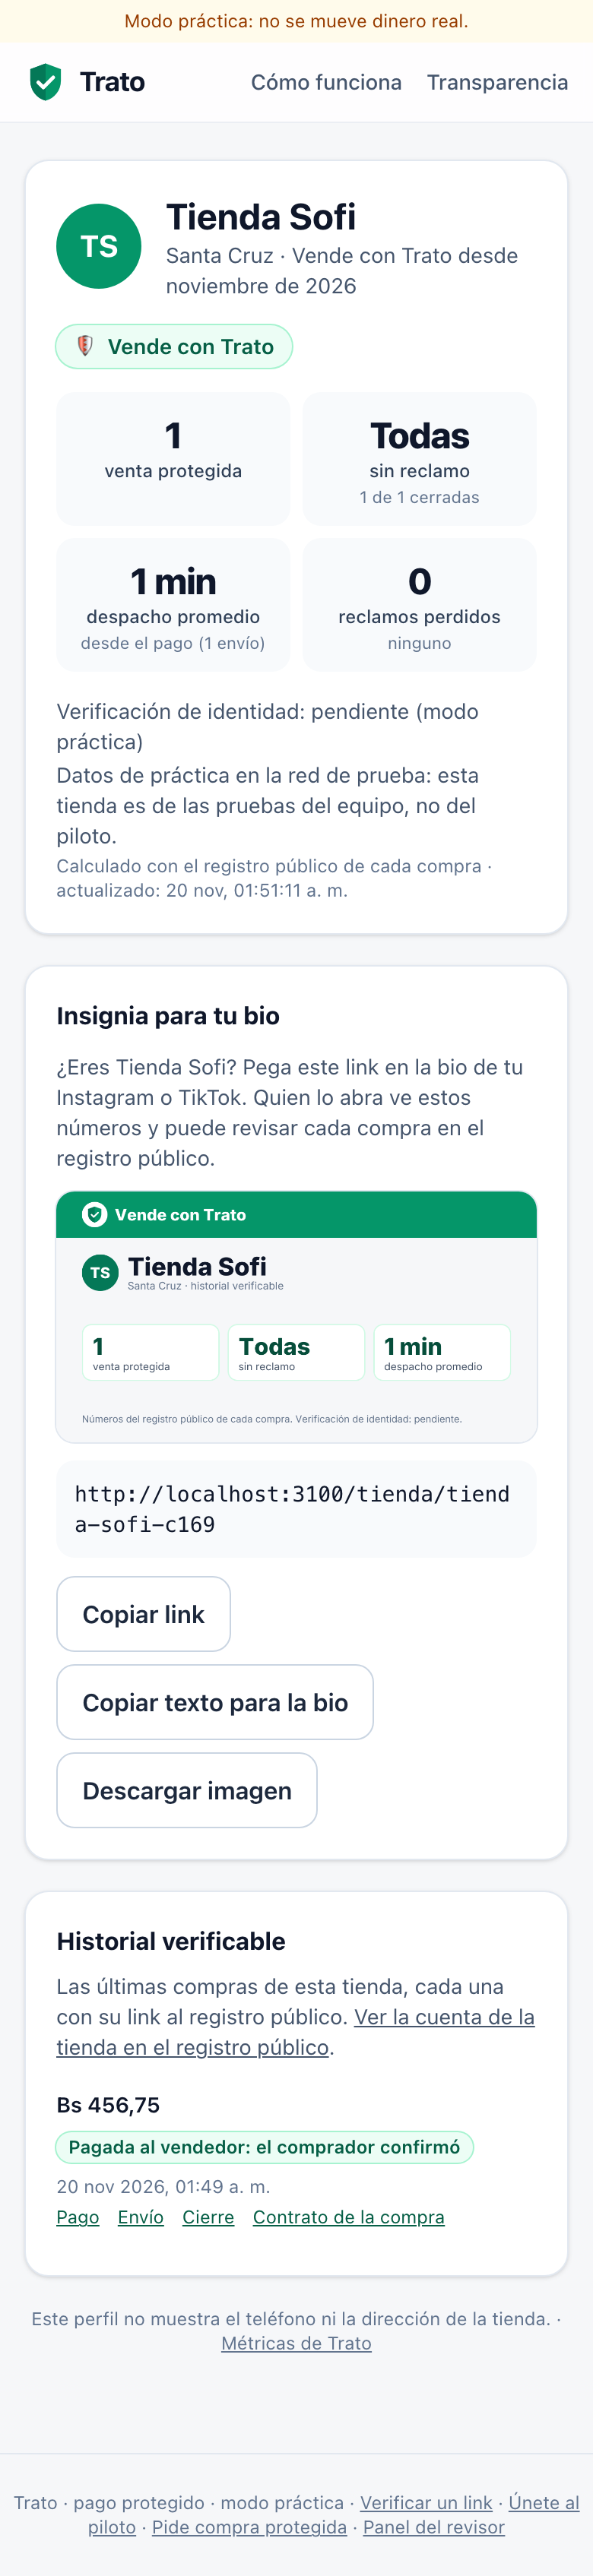 Modo práctica: no se mueve dinero real.
Trato
Cómo funciona
Transparencia
TS
Tienda Sofi
Santa Cruz · Vende con Trato desde
noviembre de 2026
Vende con Trato
1
venta protegida
Todas
sin reclamo
1 de 1 cerradas
1 min
despacho promedio
desde el pago (1 envío)
0
reclamos perdidos
ninguno
Verificación de identidad: pendiente (modo
práctica)
Datos de práctica en la red de prueba: esta
tienda es de las pruebas del equipo, no del
piloto.
Calculado con el registro público de cada compra ·
actualizado: 20 nov, 01:51:11 a. m.
Insignia para tu bio
¿Eres Tienda Sofi? Pega este link en la bio de tu
Instagram o TikTok. Quien lo abra ve estos
números y puede revisar cada compra en el
registro público.
Vende con Trato
TS
Tienda Sofi
Santa Cruz · historial verificable
1
venta protegida
Todas
sin reclamo
1 min
despacho promedio
Números del registro público de cada compra. Verificación de identidad: pendiente.
http://localhost:3100/tienda/tiend
a-sofi-c169
Copiar link
Copiar texto para la bio
Descargar imagen
Historial verificable
Las últimas compras de esta tienda, cada una
con su link al registro público. Ver la cuenta de la
tienda en el registro público.
Bs 456,75
Pagada al vendedor: el comprador confirmó
20 nov 2026, 01:49 a. m.
Pago Envío Cierre Contrato de la compra
Este perfil no muestra el teléfono ni la dirección de la tienda. ·
Métricas de Trato
Trato · pago protegido · modo práctica · Verificar un link · Únete al
piloto · Pide compra protegida · Panel del revisor